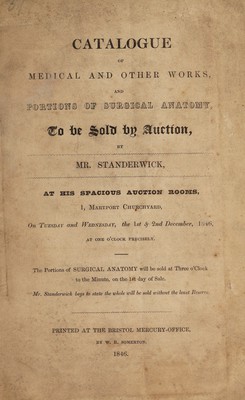 CATALOGUE
OF
MEDICAL AND OTHER WORKS,
AND
PORTIONS OF SURGICAL ANATOMY,
To be Sold by Auction,
BY
MR. STANDERWICK,
AT HIS SPACIOUS AUCTION ROOMS,
1, MARYPORT CHURCHYARD,
On TUESDAY and WEDNESDAY, the 1st & 2nd December, 1846,
AT ONE O'CLOCK PRECISELY.
The Portions of SURGICAL ANATOMY will be sold at Three o'Clock
to the Minute, on the 1st day of Sale.
Mr. Standerwick begs to state the whole will be sold without the least Reserve.
PRINTED AT THE BRISTOL MERCURY-OFFICE,
BY W. H. SOMERTON.
1846.